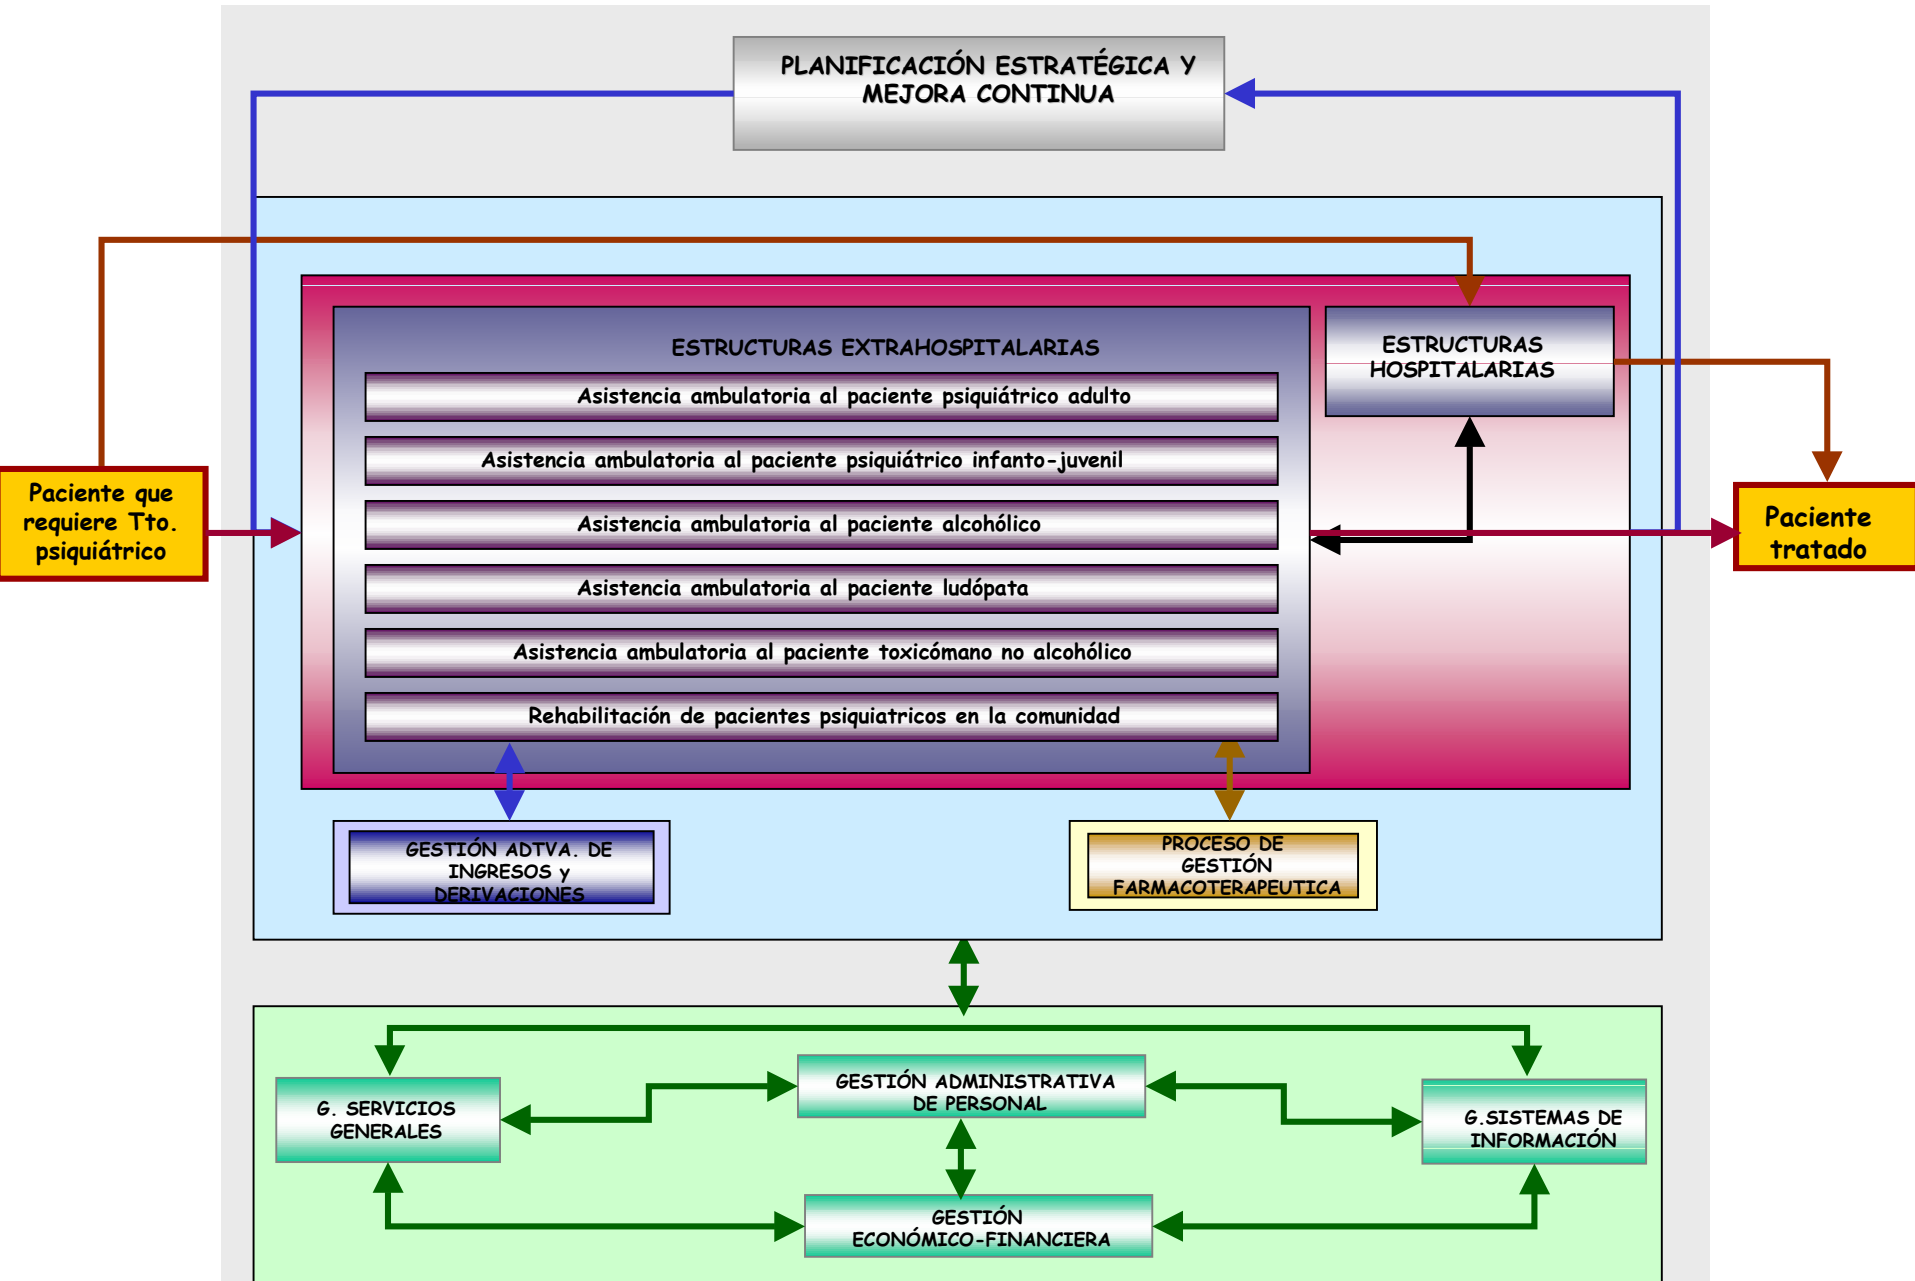 PLANIFICACIÓN ESTRATÉGICA Y
MEJORA CONTINUA
ESTRUCTURAS EXTRAHOSPITALARIAS
ESTRUCTURAS
HOSPITALARIAS
Asistencia ambulatoria al paciente psiquiátrico adulto
Asistencia ambulatoria al paciente psiquiátrico infanto-juvenil
Asistencia ambulatoria al paciente alcohólico
Asistencia ambulatoria al paciente ludópata
Asistencia ambulatoria al paciente toxicómano no alcohólico
Rehabilitación de pacientes psiquiatricos en la comunidad
Paciente que
requiere Tto.
psiquiátrico
Paciente
tratado
GESTIÓN ADTVA. DE
INGRESOS y
DERIVACIONES
PROCESO DE
GESTIÓN
FARMACOTERAPEUTICA
G. SERVICIOS
GENERALES
GESTIÓN ADMINISTRATIVA
DE PERSONAL
G.SISTEMAS DE
INFORMACIÓN
GESTIÓN
ECONÓMICO-FINANCIERA